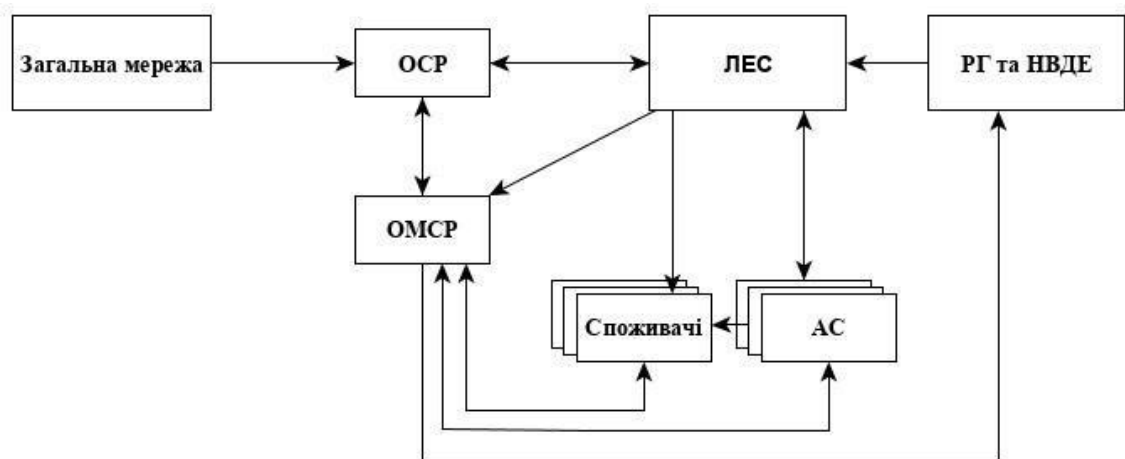 Загальна мережа
ОСР
ЛЕС
РГ та НВДЕ
ОМСР
Споживачі
АС